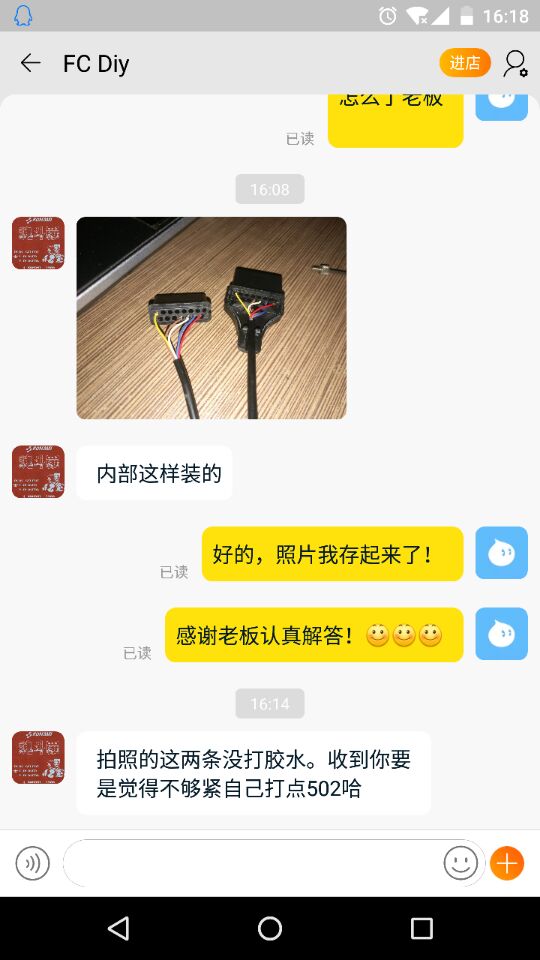 16:18
FC Diy
进店
怎么了老板
已读
16:08
内部这样装的
好的，照片我存起来了！
已读
感谢老板认真解答！
已读
16:14
拍照的这两条没打胶水。收到你要
是觉得不够紧自己打点502哈